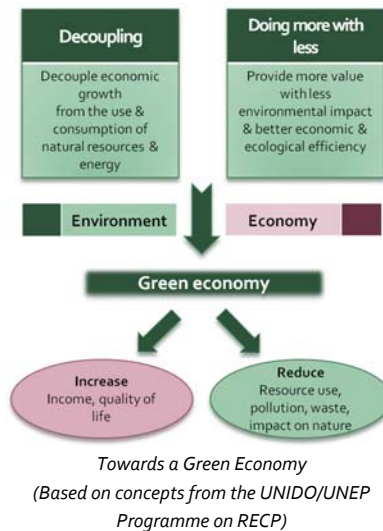 Decoupling
Decouple economic
growth
from the use &
consumption of
natural resources &
energy
Doing more with
less
Provide more value
with less
environmental impact
& better economic &
ecological efficiency
Environment
Economy
Green economy
Increase
Income, quality of
life
Reduce
Resource use,
pollution, waste,
impact on nature
Towards a Green Economy
(Based on concepts from the UNIDO/UNEP
Programme on RECP)